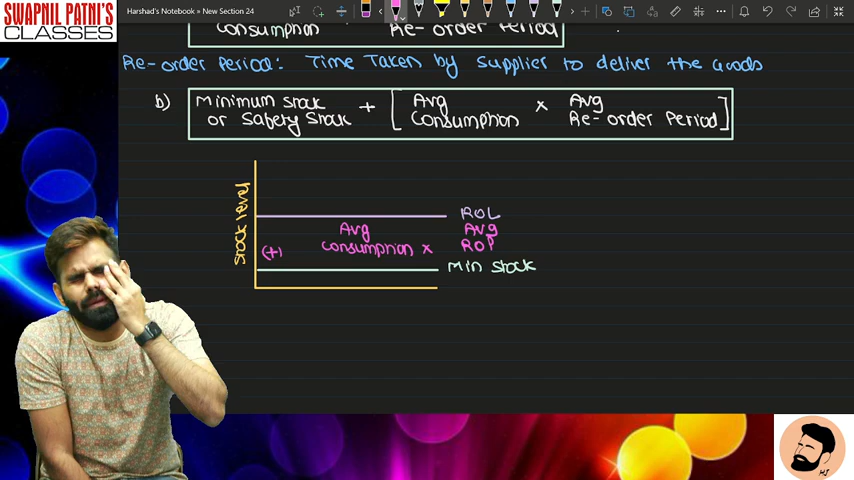 SWAPNIL PATNI'S
CLASSES
Harshad's Notebook » New Section 24
Consumption Re-order Period
Re-order Period: Time Taken by supplier to deliver the Goods
b) Minimum stock + [ Avg × Avg
or Safety Stock Consumption Re-order Period ]
Stock level
ROL
Avg Avg
(+) Consumption × ROP
Min stock
HS